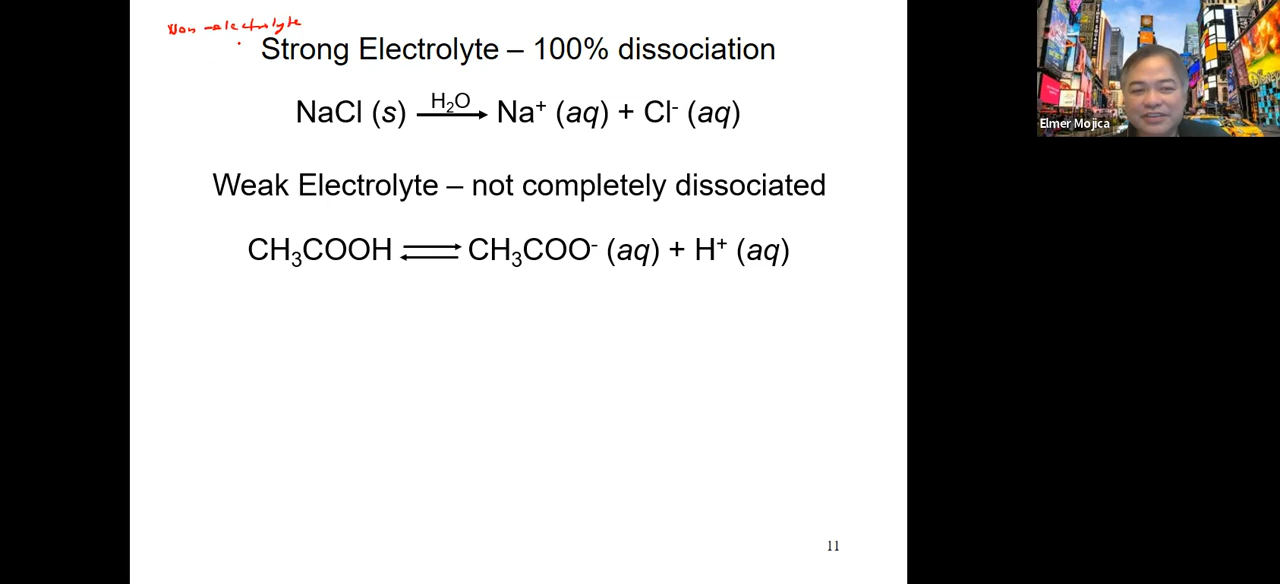 Non-electrolyte
Strong Electrolyte – 100% dissociation
NaCl (s) H₂O → Na⁺ (aq) + Cl⁻ (aq)
Weak Electrolyte – not completely dissociated
CH₃COOH ⇌ CH₃COO⁻ (aq) + H⁺ (aq)
11
Elmer Mojica